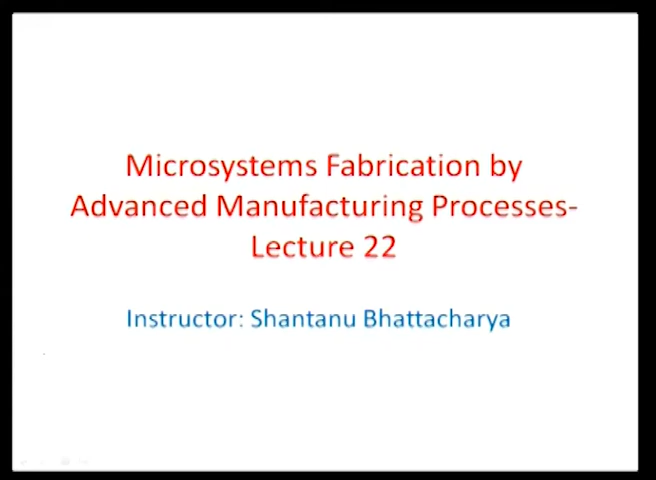 Microsystems Fabrication by
Advanced Manufacturing Processes-
Lecture 22
Instructor: Shantanu Bhattacharya